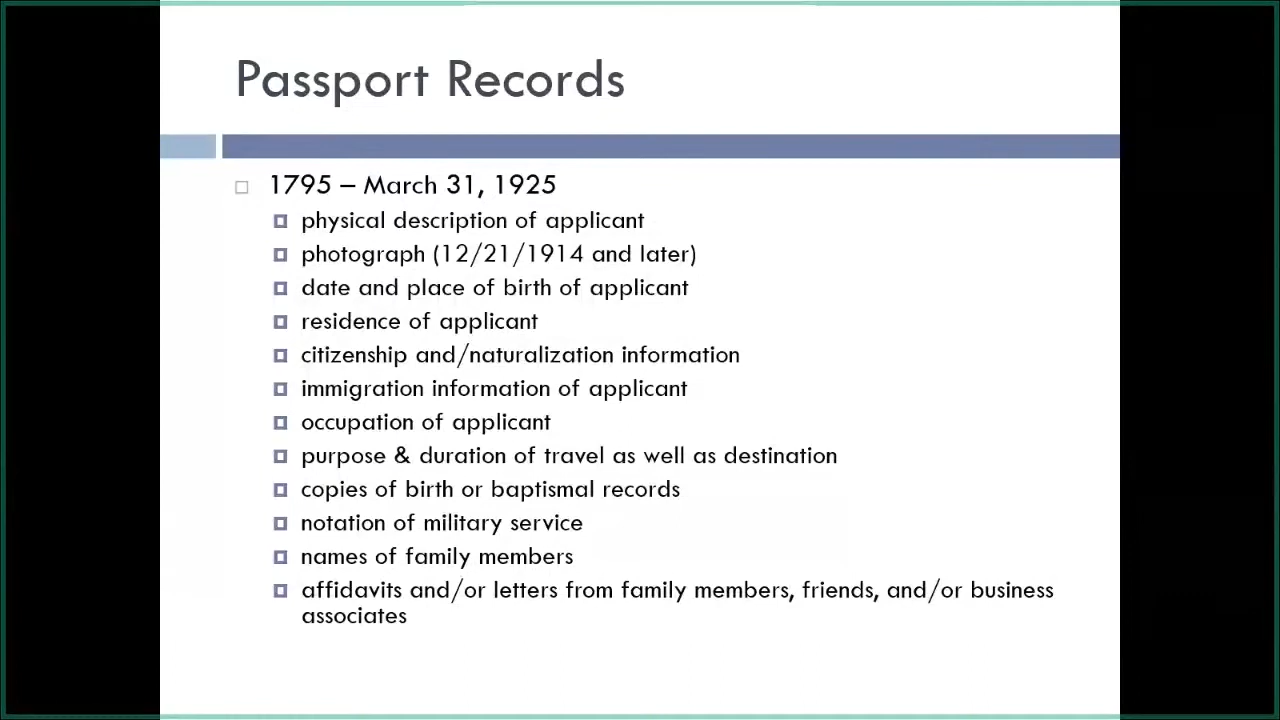 Passport Records
1795 – March 31, 1925
physical description of applicant
photograph (12/21/1914 and later)
date and place of birth of applicant
residence of applicant
citizenship and/naturalization information
immigration information of applicant
occupation of applicant
purpose & duration of travel as well as destination
copies of birth or baptismal records
notation of military service
names of family members
affidavits and/or letters from family members, friends, and/or business
associates